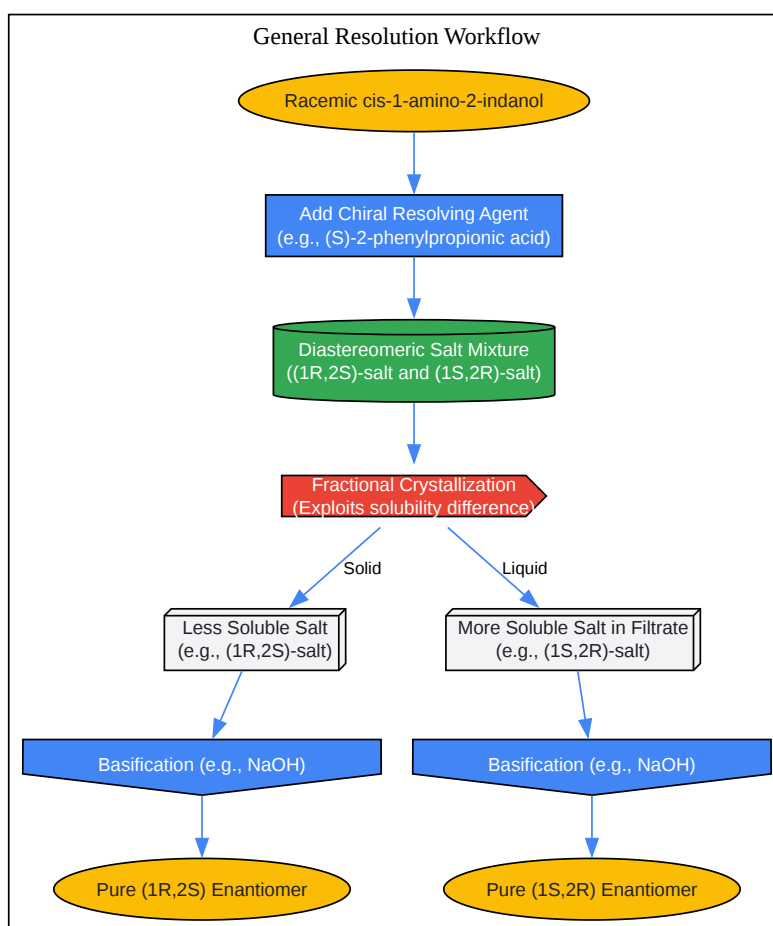 General Resolution Workflow
Racemic cis-1-amino-2-indanol
Add Chiral Resolving Agent
(e.g., (S)-2-phenylpropionic acid)
Diastereomeric Salt Mixture
((1R,2S)-salt and (1S,2R)-salt)
Fractional Crystallization
(Exploits solubility difference)
Solid
Liquid
Less Soluble Salt
(e.g., (1R,2S)-salt)
More Soluble Salt in Filtrate
(e.g., (1S,2R)-salt)
Basification (e.g., NaOH)
Basification (e.g., NaOH)
Pure (1R,2S) Enantiomer
Pure (1S,2R) Enantiomer